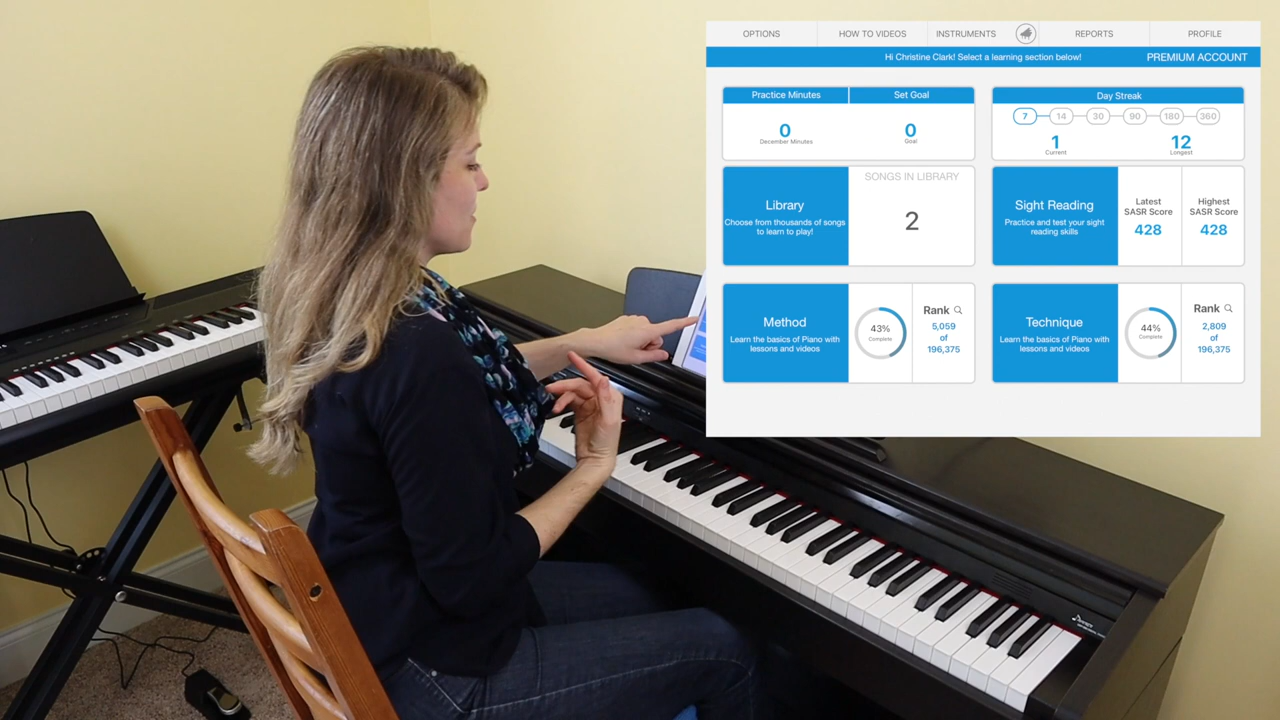 OPTIONS
HOW TO VIDEOS
INSTRUMENTS
REPORTS
PROFILE
Hi Christine Clark! Select a learning section below!
PREMIUM ACCOUNT
Practice Minutes
Set Goal
0
December Minutes
0
Goal
Day Streak
7
14
30
90
180
360
1
Current
12
Longest
Library
Choose from thousands of songs
to learn to play!
SONGS IN LIBRARY
2
Sight Reading
Practice and test your sight
reading skills
Latest
SASR Score
428
Highest
SASR Score
428
Method
Learn the basics of Piano with
lessons and videos
43%
Complete
Rank
5,059
of
196,375
Technique
Learn the basics of Piano with
lessons and videos
44%
Complete
Rank
2,809
of
196,375